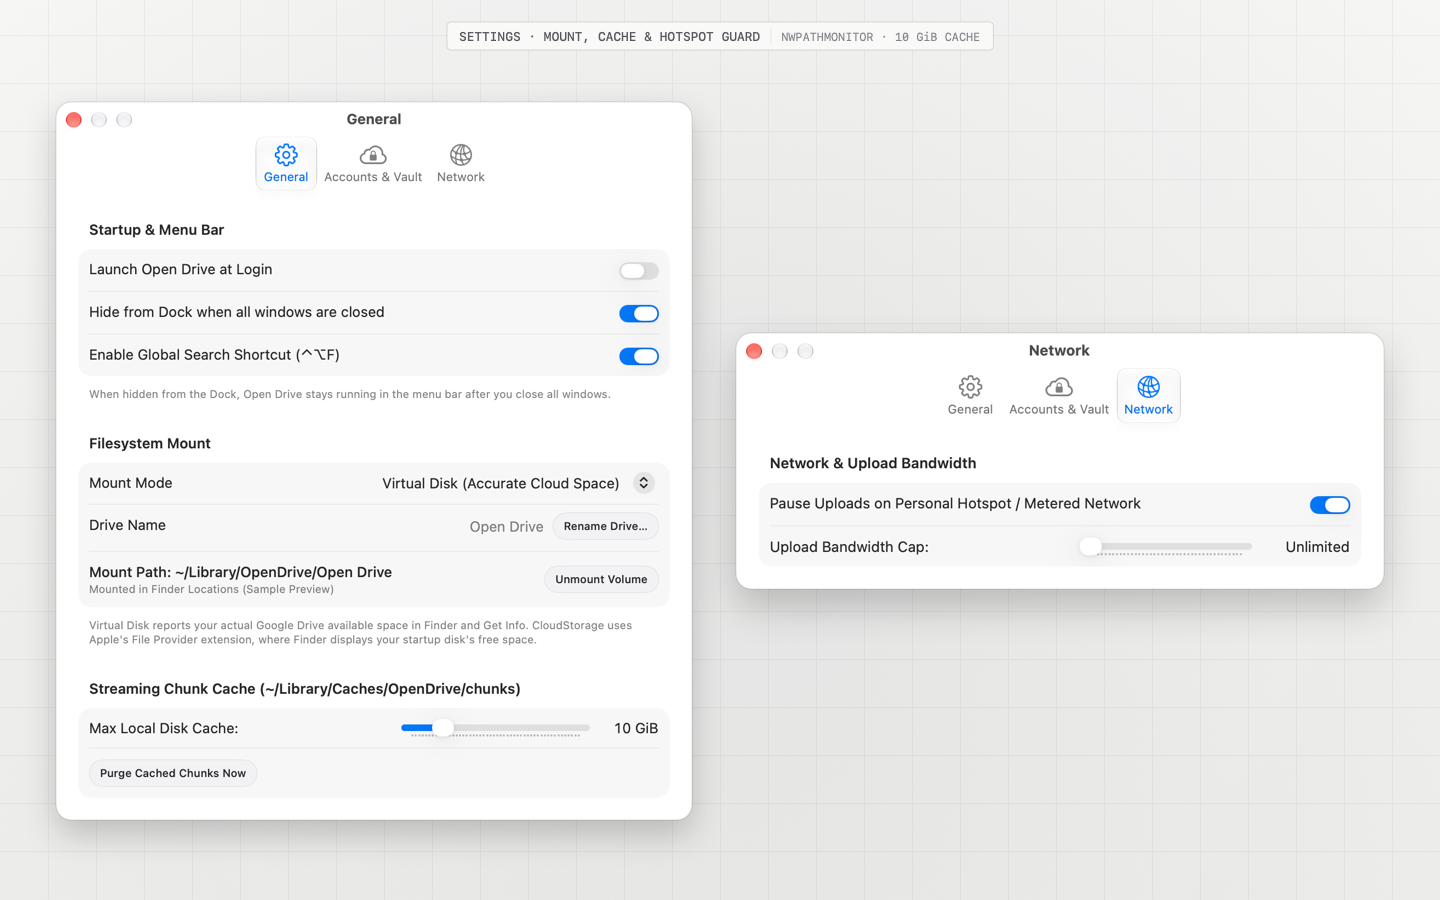 SETTINGS · MOUNT, CACHE & HOTSPOT GUARD
NWPATHMONITOR · 10 GiB CACHE
General
General
Accounts & Vault
Network
Startup & Menu Bar
Launch Open Drive at Login
Hide from Dock when all windows are closed
Enable Global Search Shortcut (⌃⌥F)
When hidden from the Dock, Open Drive stays running in the menu bar after you close all windows.
Filesystem Mount
Mount Mode
Virtual Disk (Accurate Cloud Space)
Drive Name
Open Drive
Rename Drive...
Mount Path: ~/Library/OpenDrive/Open Drive
Mounted in Finder Locations (Sample Preview)
Unmount Volume
Virtual Disk reports your actual Google Drive available space in Finder and Get Info. CloudStorage uses
Apple's File Provider extension, where Finder displays your startup disk's free space.
Streaming Chunk Cache (~/Library/Caches/OpenDrive/chunks)
Max Local Disk Cache:
10 GiB
Purge Cached Chunks Now
Network
General
Accounts & Vault
Network
Network & Upload Bandwidth
Pause Uploads on Personal Hotspot / Metered Network
Upload Bandwidth Cap:
Unlimited